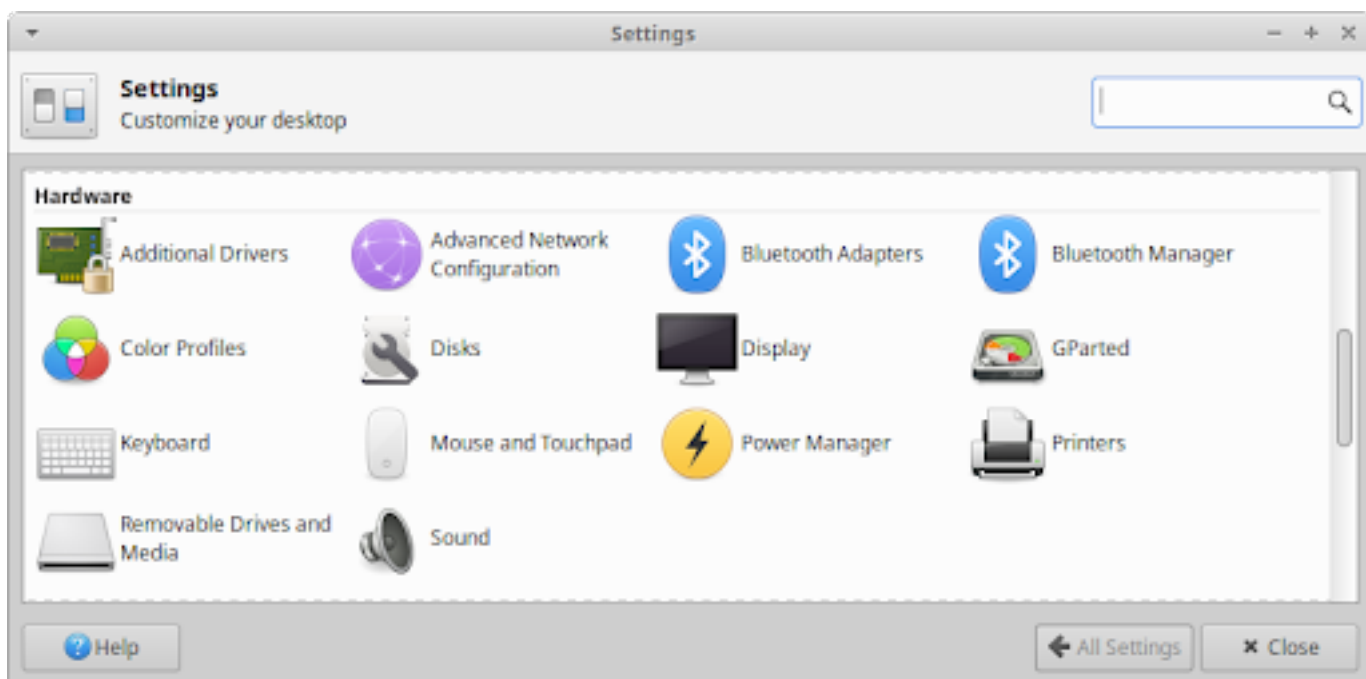 Settings
Settings
Customize your desktop
Hardware
Additional Drivers
Advanced Network
Configuration
Bluetooth Adapters
Bluetooth Manager
Color Profiles
Disks
Display
GParted
Keyboard
Mouse and Touchpad
Power Manager
Printers
Removable Drives and
Media
Sound
Help
All Settings
Close